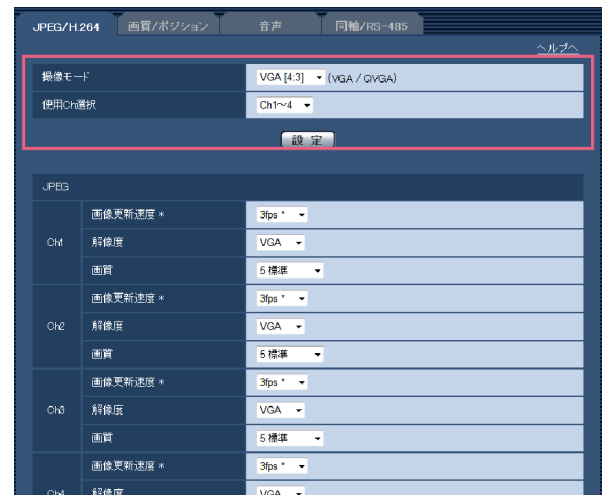 JPEG/H.264 画質/ポジション 音声 同軸/RS-485
ヘルプへ
撮像モード VGA [4:3] (VGA / QVGA)
使用Ch選択 Ch1~4
設定
JPEG
画像更新速度 * 3fps *
Ch1 解像度 VGA
画質 5 標準
画像更新速度 * 3fps *
Ch2 解像度 VGA
画質 5 標準
画像更新速度 * 3fps *
Ch3 解像度 VGA
画質 5 標準
画像更新速度 * 3fps *
Ch4 解像度 VGA